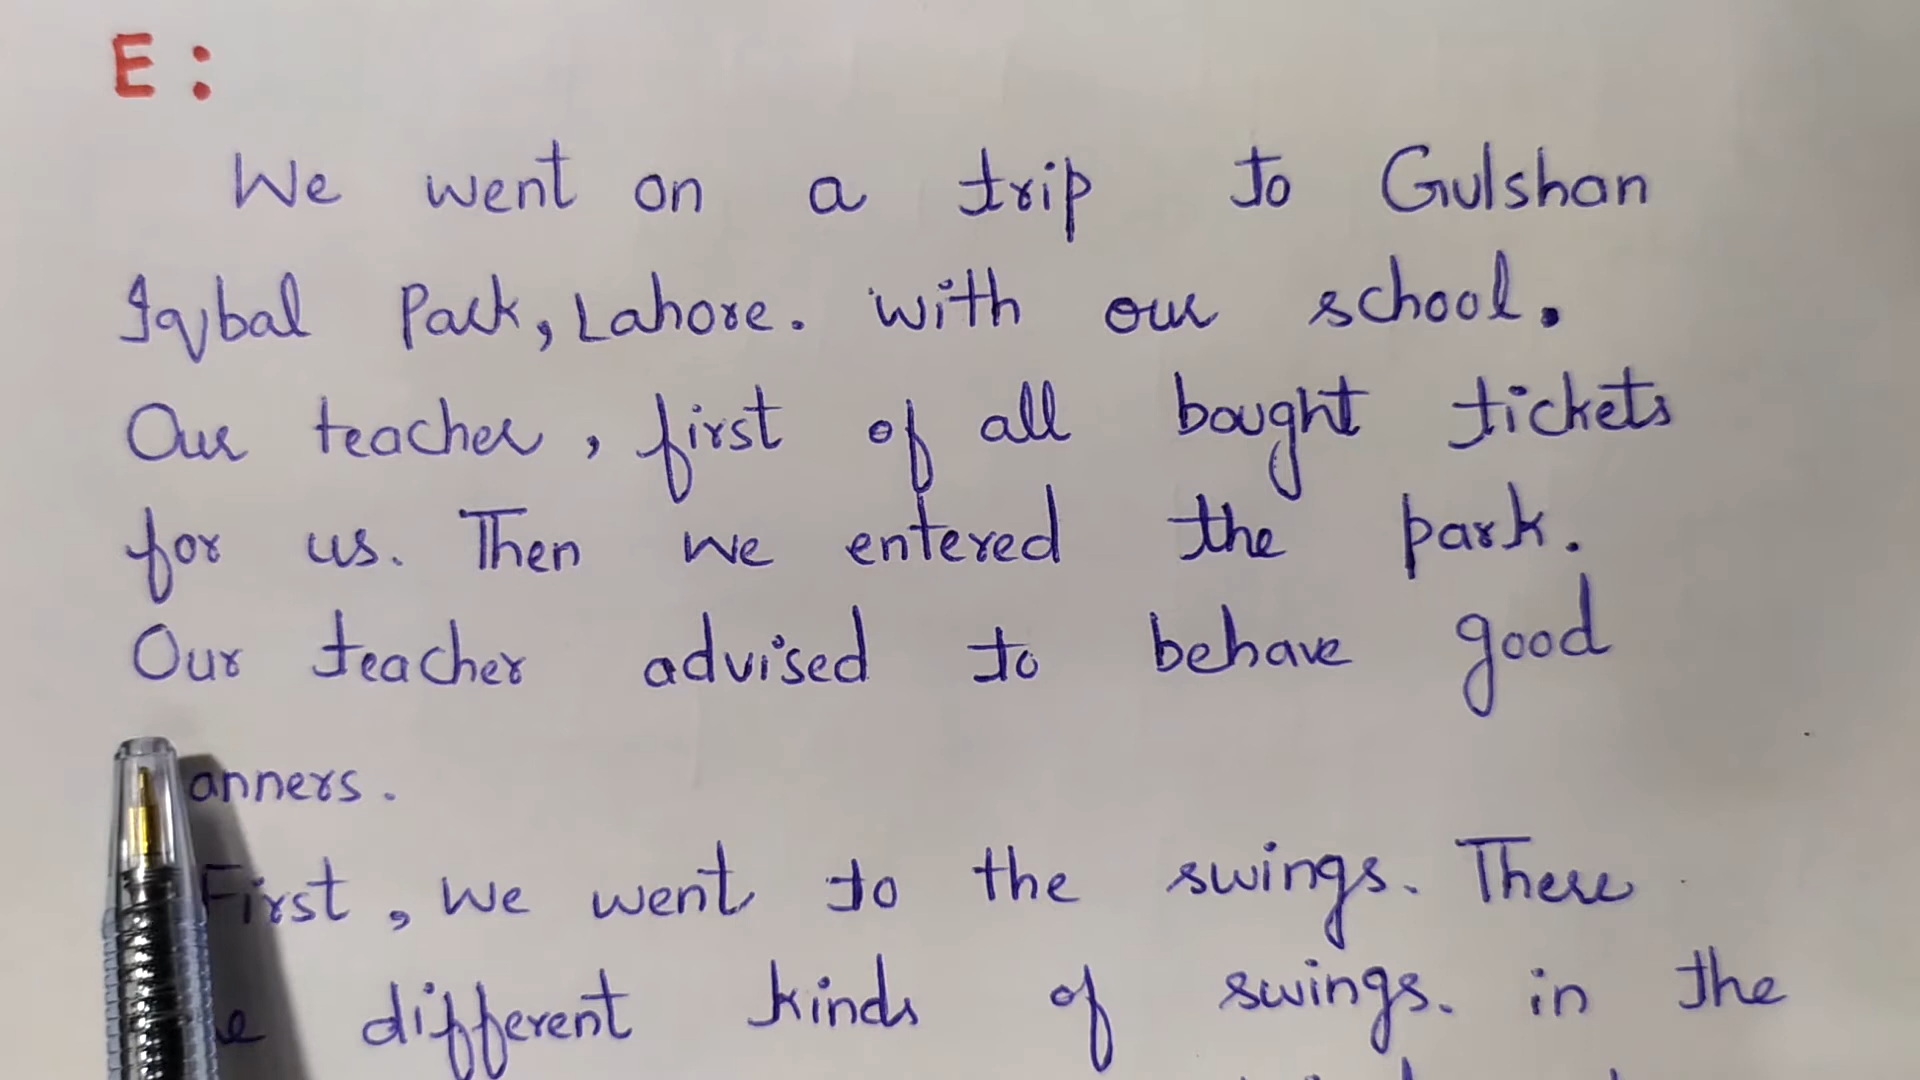 E:
We went on a trip to Gulshan
Iqbal Park, Lahore. with our school.
Our teacher, first of all bought tickets
for us. Then we entered the park.
Our teacher advised to behave good
anners.
First, we went to the swings. There
different kinds of swings. in the